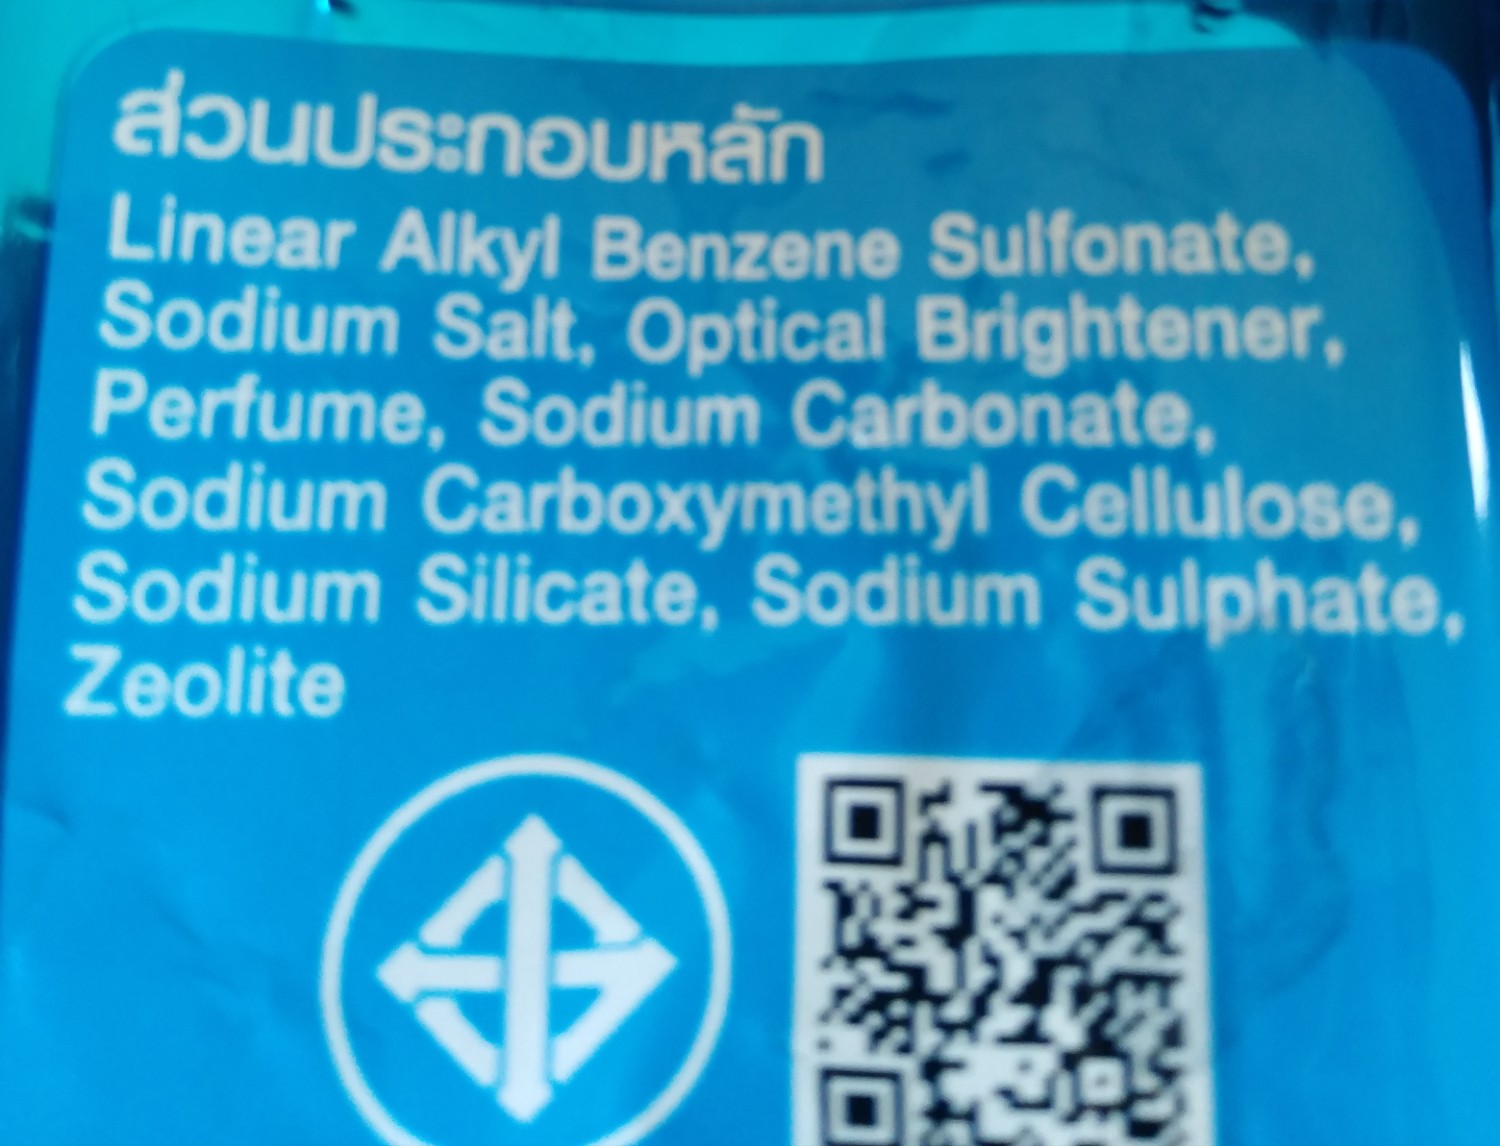 ส่วนประกอบหลัก
Linear Alkyl Benzene Sulfonate,
Sodium Salt, Optical Brightener,
Perfume, Sodium Carbonate,
Sodium Carboxymethyl Cellulose,
Sodium Silicate, Sodium Sulphate,
Zeolite